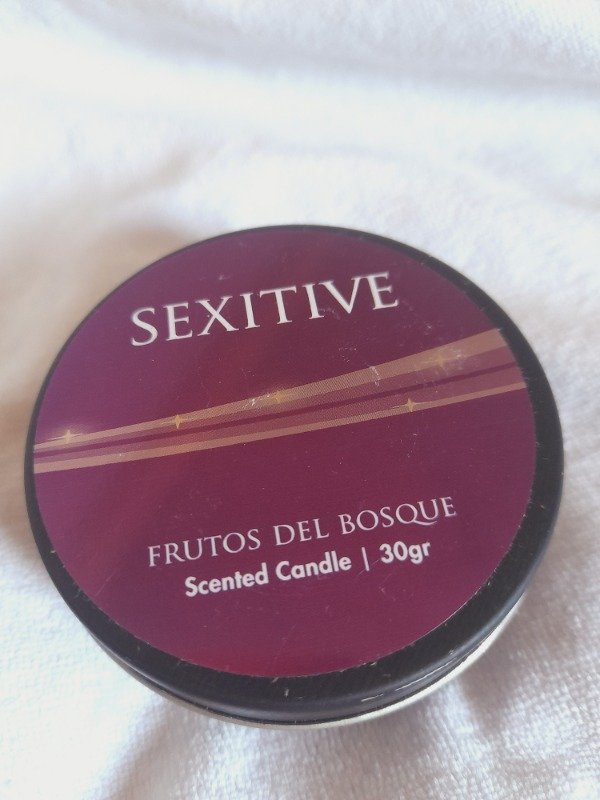 SEXITIVE
FRUTOS DEL BOSQUE
Scented Candle | 30gr